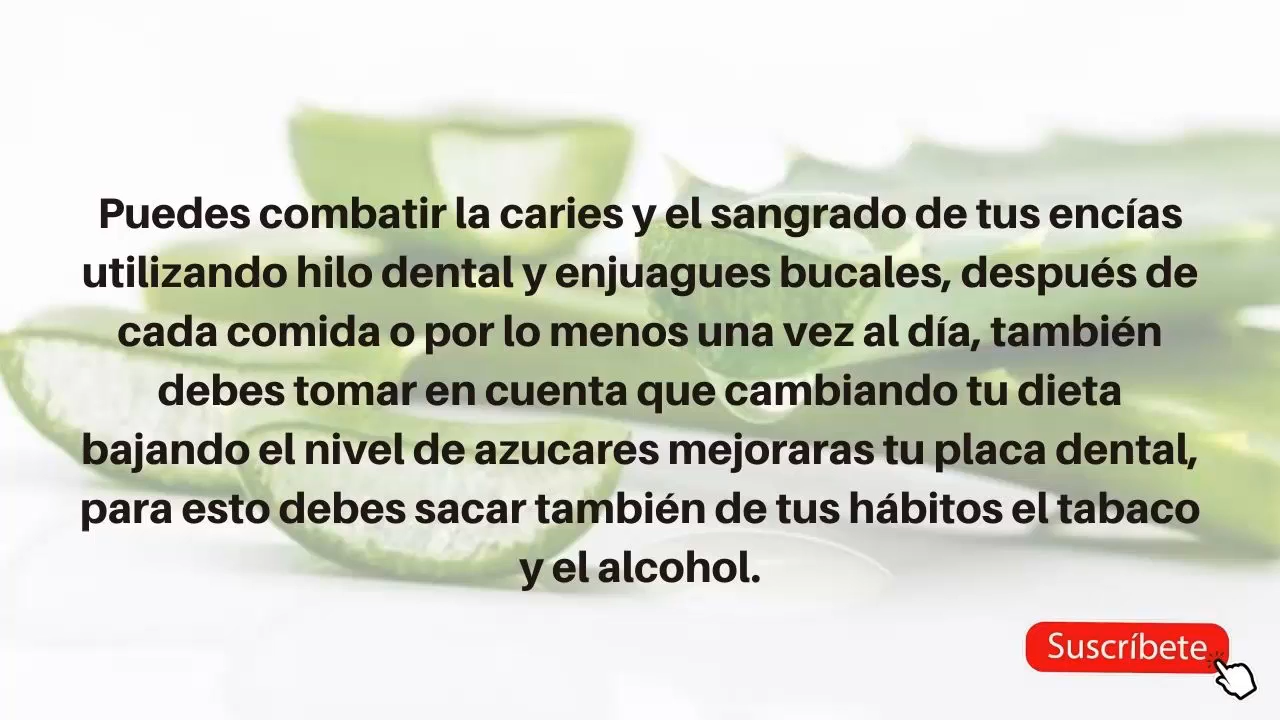 Puedes combatir la caries y el sangrado de tus encías
utilizando hilo dental y enjuagues bucales, después de
cada comida o por lo menos una vez al día, también
debes tomar en cuenta que cambiando tu dieta
bajando el nivel de azucares mejoraras tu placa dental,
para esto debes sacar también de tus hábitos el tabaco
y el alcohol.
Suscríbete